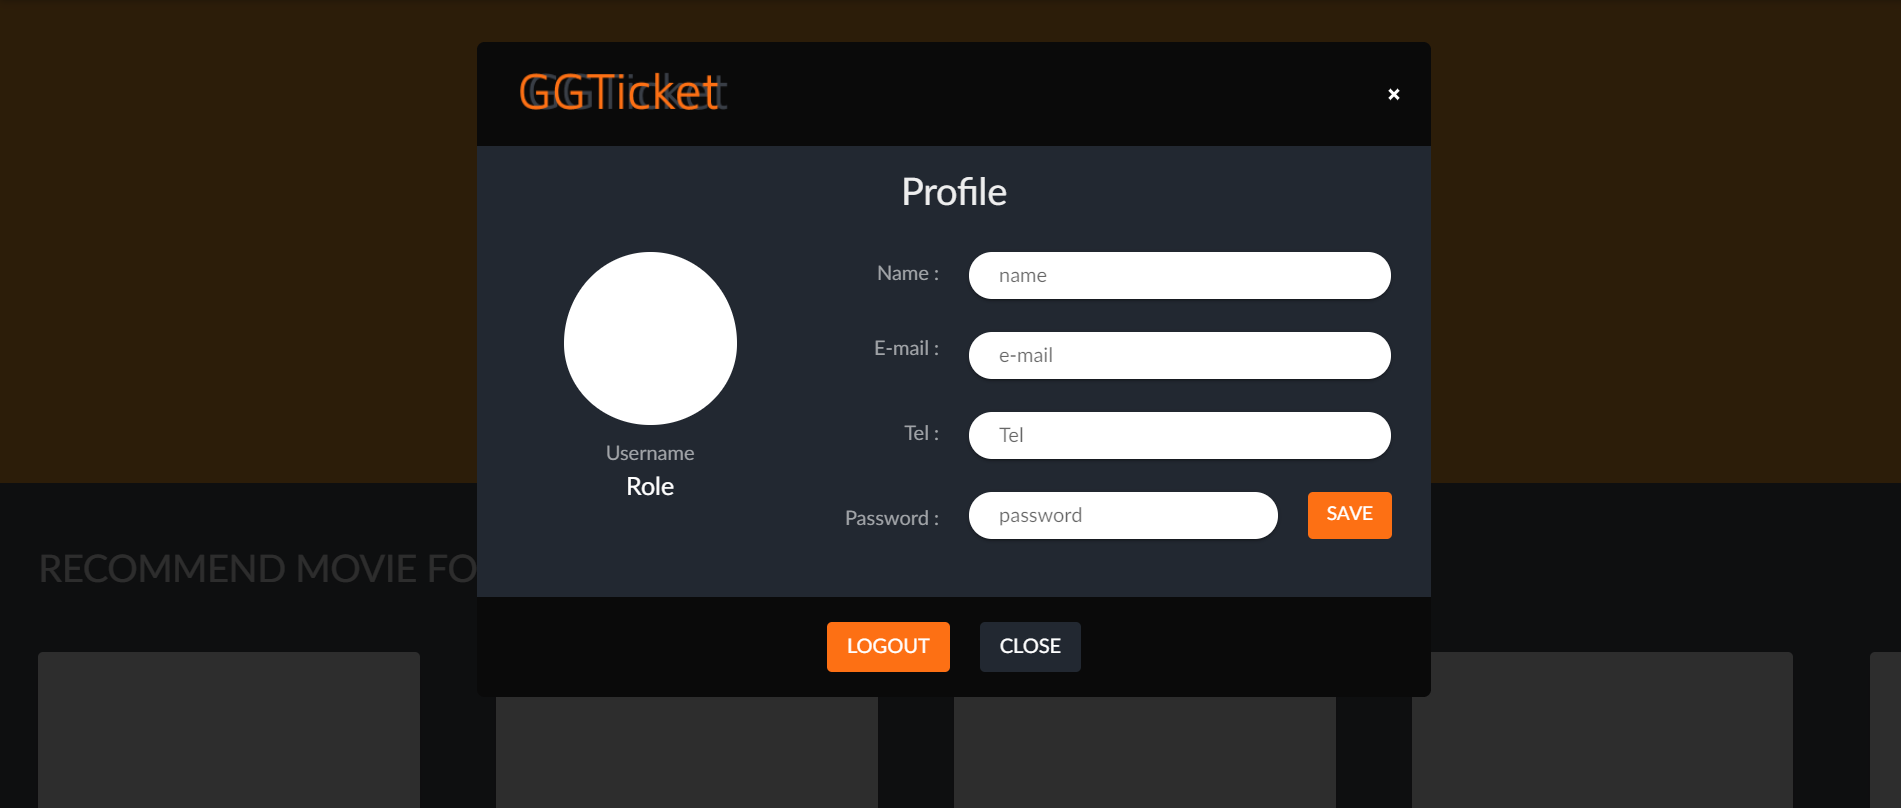 GGTicket
×
Profile
Name :
name
E-mail :
e-mail
Tel :
Tel
Username
Role
Password :
password
SAVE
RECOMMEND MOVIE FO
LOGOUT
CLOSE